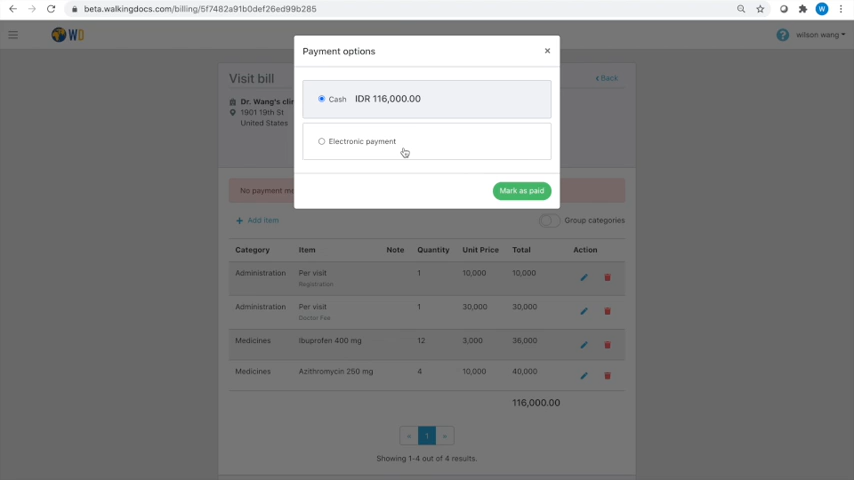 beta.walkingdocs.com/billing/5f7482a91b0def26ed99b285
W
WD
? wilson wang
Payment options ×
Cash IDR 116,000.00
Electronic payment
Mark as paid
Visit bill
Back
Dr. Wang's
1901 19th St
United States
No payment
+ Add item
Group categories
Category Item Note Quantity Unit Price Total Action
Administration Per visit 1 10,000 10,000
Registration
Administration Per visit 1 30,000 30,000
Doctor Fee
Medicines Ibuprofen 400 mg 12 3,000 36,000
Medicines Azithromycin 250 mg 4 10,000 40,000
116,000.00
« 1 »
Showing 1-4 out of 4 results.